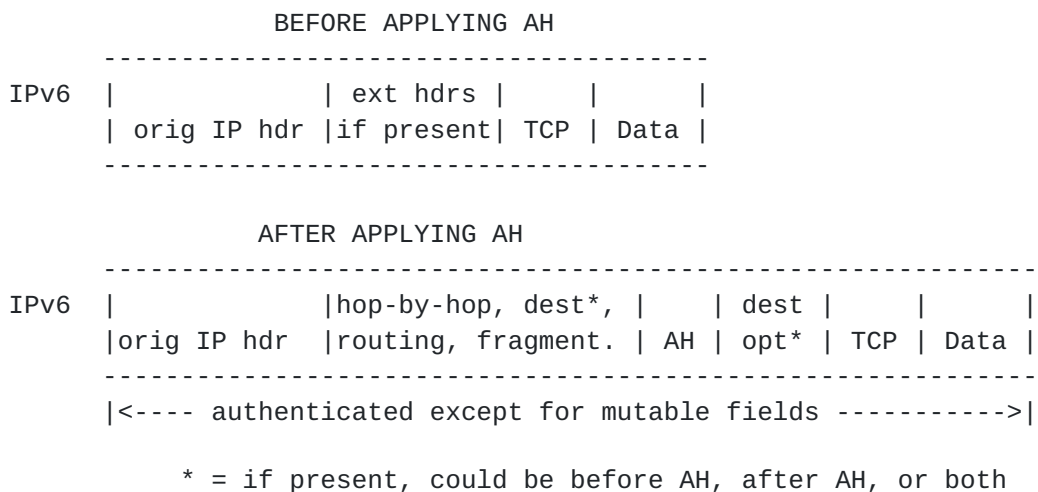 BEFORE APPLYING AH
      ---------------------------------------
IPv6  |             | ext hdrs |     |      |
      | orig IP hdr |if present| TCP | Data |
      ---------------------------------------
                AFTER APPLYING AH
      ------------------------------------------------------------
IPv6  |             |hop-by-hop, dest*, |    | dest |     |      |
      |orig IP hdr  |routing, fragment. | AH | opt* | TCP | Data |
      ------------------------------------------------------------
      |<---- authenticated except for mutable fields ----------->|
           * = if present, could be before AH, after AH, or both